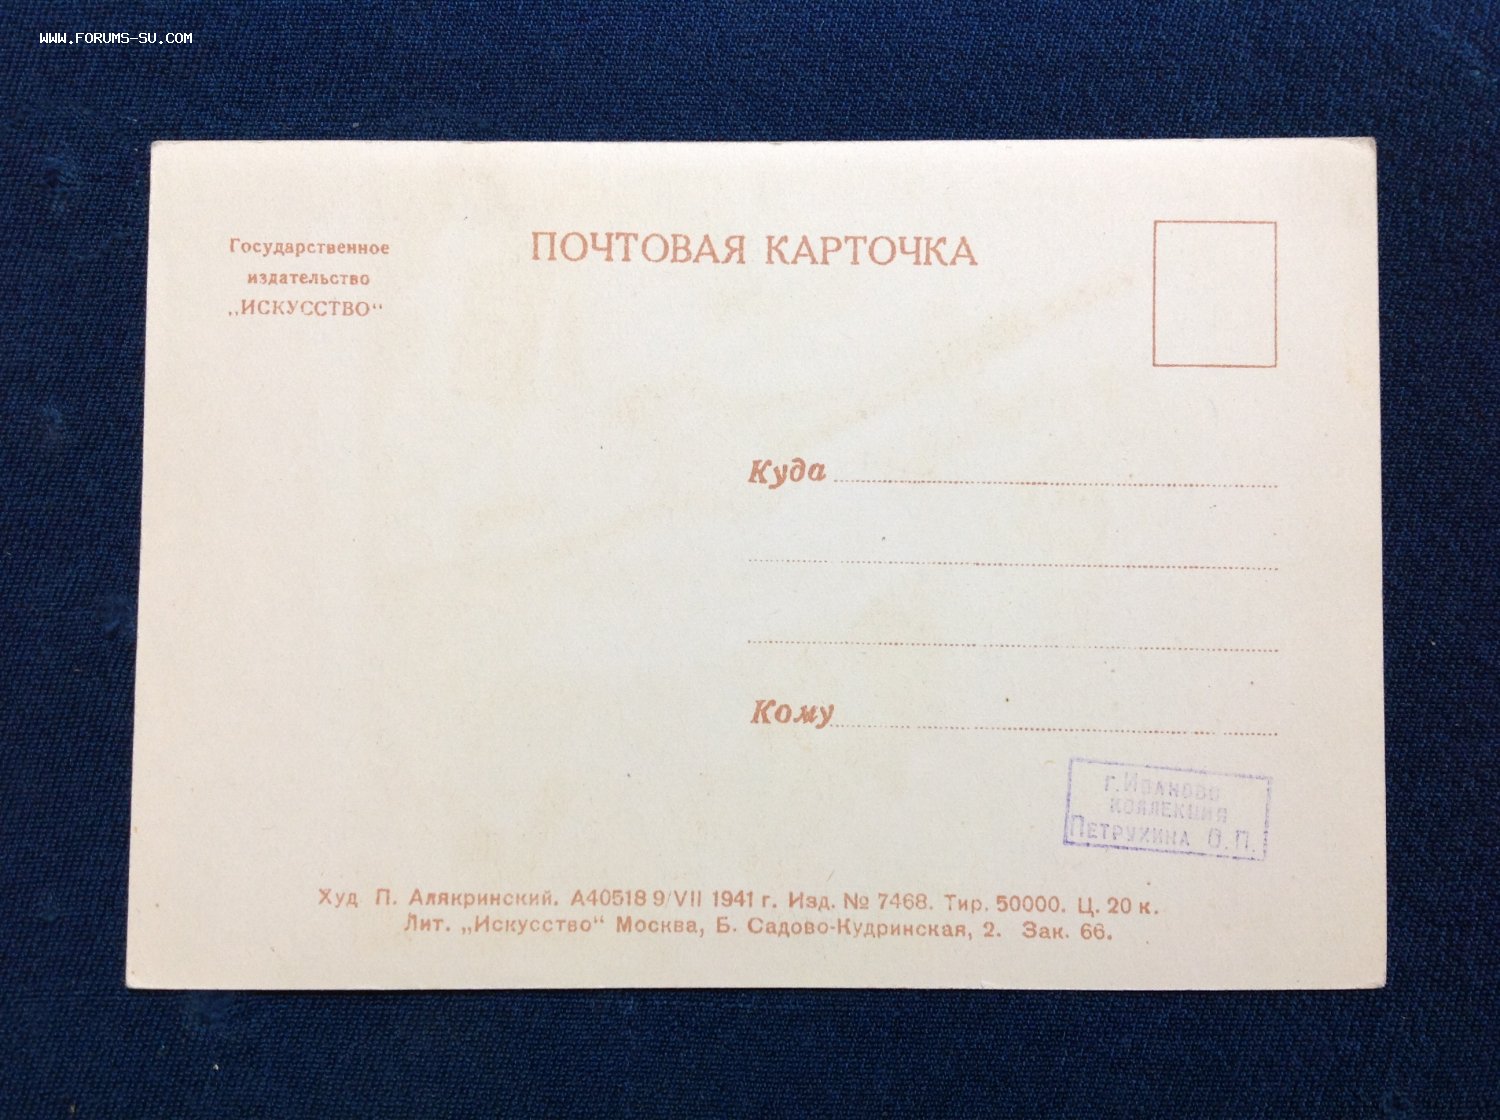 WWW.FORUMS-SU.COM
Государственное
издательство
„ИСКУССТВО“
ПОЧТОВАЯ КАРТОЧКА
Куда
Кому
г. Иваново
КОЛЛЕКЦИЯ
ПЕТРУХИНА О.П.
Худ П. Алякринский. А40518 9/VII 1941 г. Изд. № 7468. Тир. 50000. Ц. 20 к.
Лит. „Искусство“ Москва, Б. Садово-Кудринская, 2. Зак. 66.